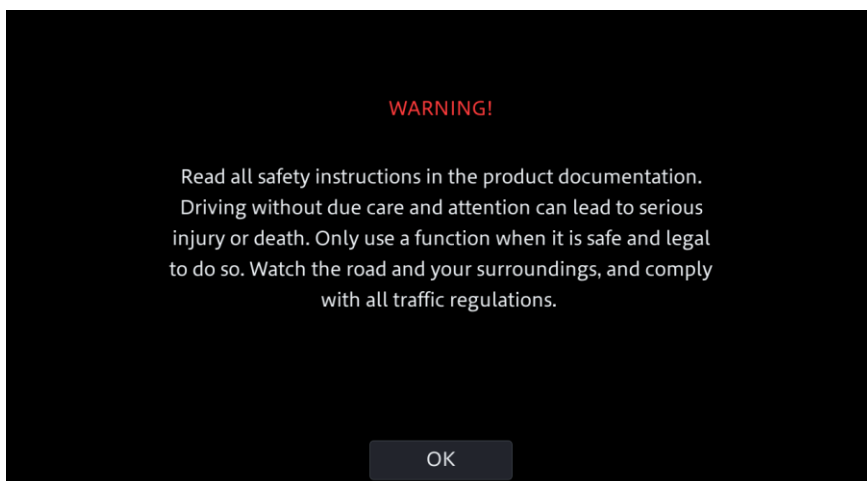 WARNING!
Read all safety instructions in the product documentation.
Driving without due care and attention can lead to serious
injury or death. Only use a function when it is safe and legal
to do so. Watch the road and your surroundings, and comply
with all traffic regulations.
OK